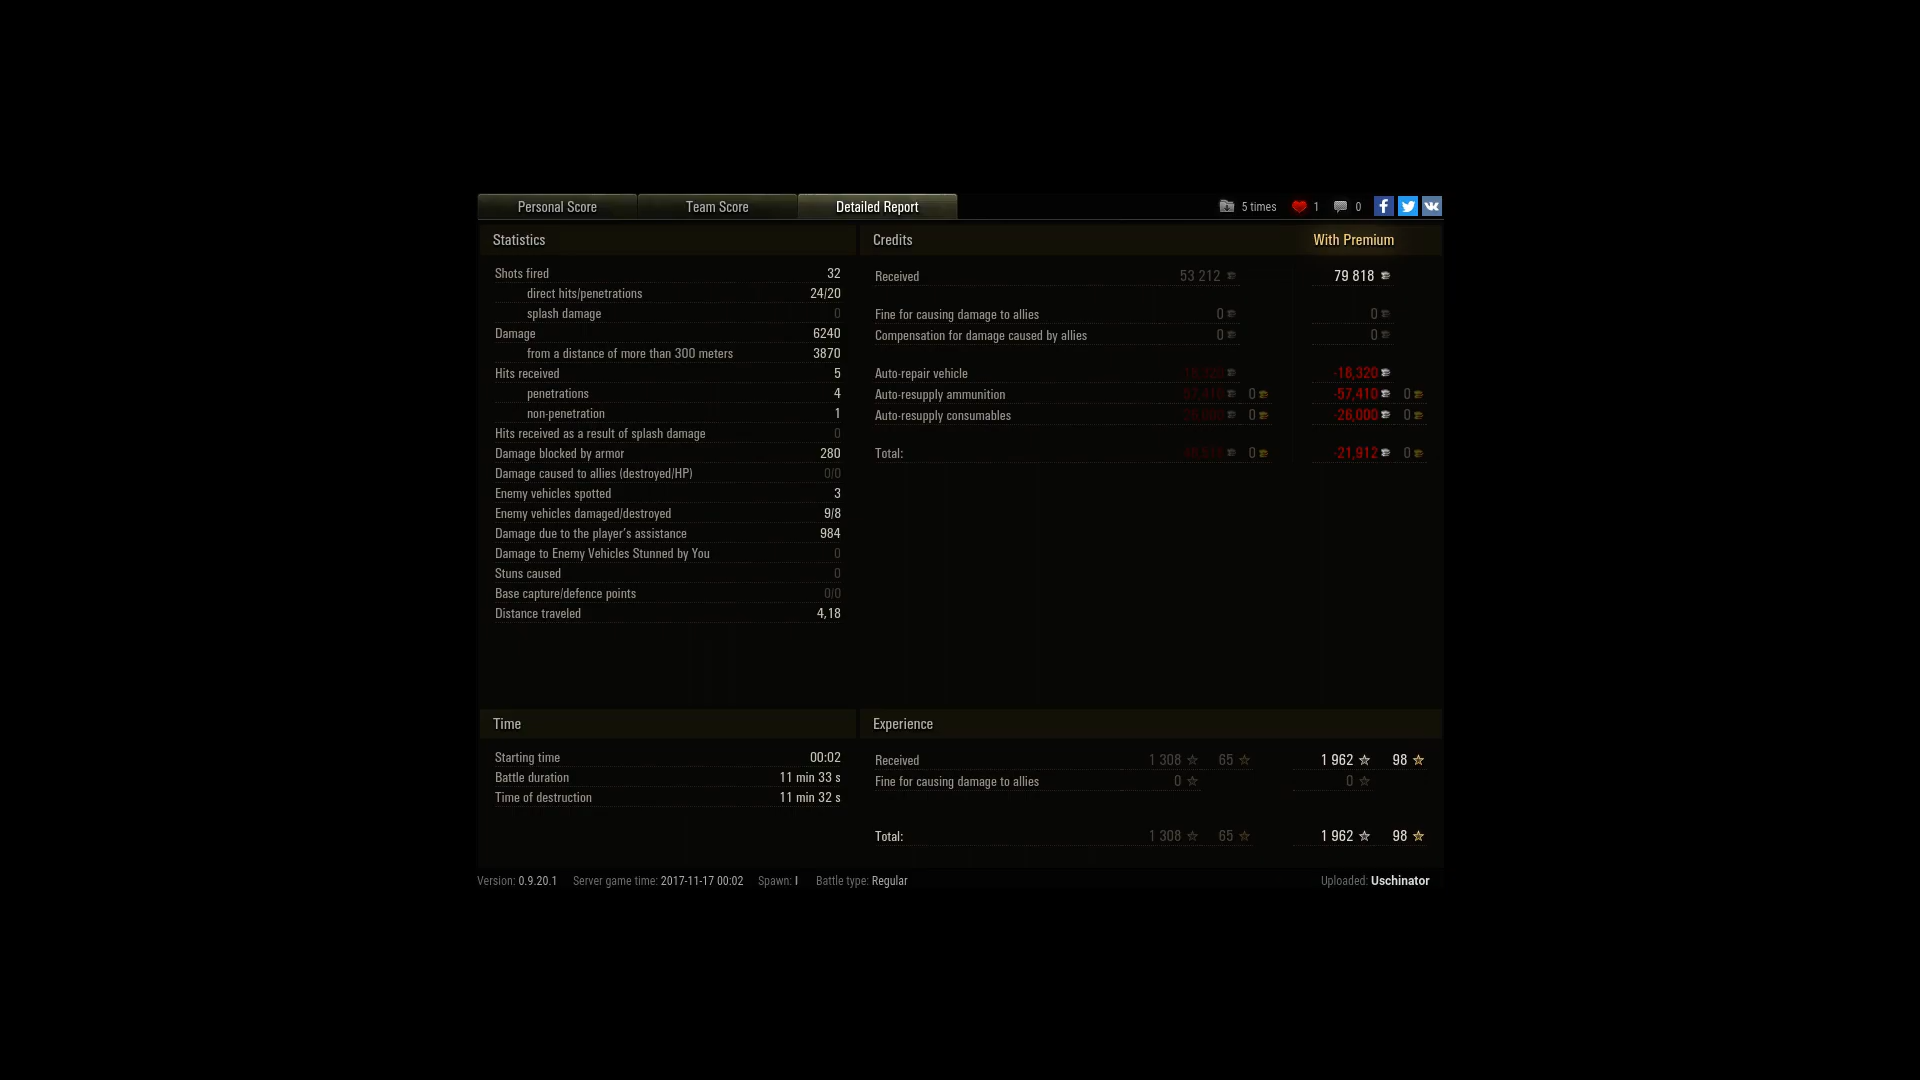 Personal Score Team Score Detailed Report 5 times 1 0
Statistics
Shots fired 32
direct hits/penetrations 24/20
splash damage 0
Damage 6240
from a distance of more than 300 meters 3870
Hits received 5
penetrations 4
non-penetration 1
Hits received as a result of splash damage 0
Damage blocked by armor 280
Damage caused to allies (destroyed/HP) 0/0
Enemy vehicles spotted 3
Enemy vehicles damaged/destroyed 9/8
Damage due to the player's assistance 984
Damage to Enemy Vehicles Stunned by You 0
Stuns caused 0
Base capture/defence points 0/0
Distance traveled 4,18
Credits With Premium
Received 53 212 79 818
Fine for causing damage to allies 0 0
Compensation for damage caused by allies 0 0
Auto-repair vehicle -18,320
Auto-resupply ammunition 0 -57,410 0
Auto-resupply consumables 0 -26,000 0
Total: 0 -21,912 0
Time
Starting time 00:02
Battle duration 11 min 33 s
Time of destruction 11 min 32 s
Experience
Received 1 308 65 1 962 98
Fine for causing damage to allies 0 0
Total: 1 308 65 1 962 98
Version: 0.9.20.1 Server game time: 2017-11-17 00:02 Spawn: I Battle type: Regular Uploaded: Uschinator